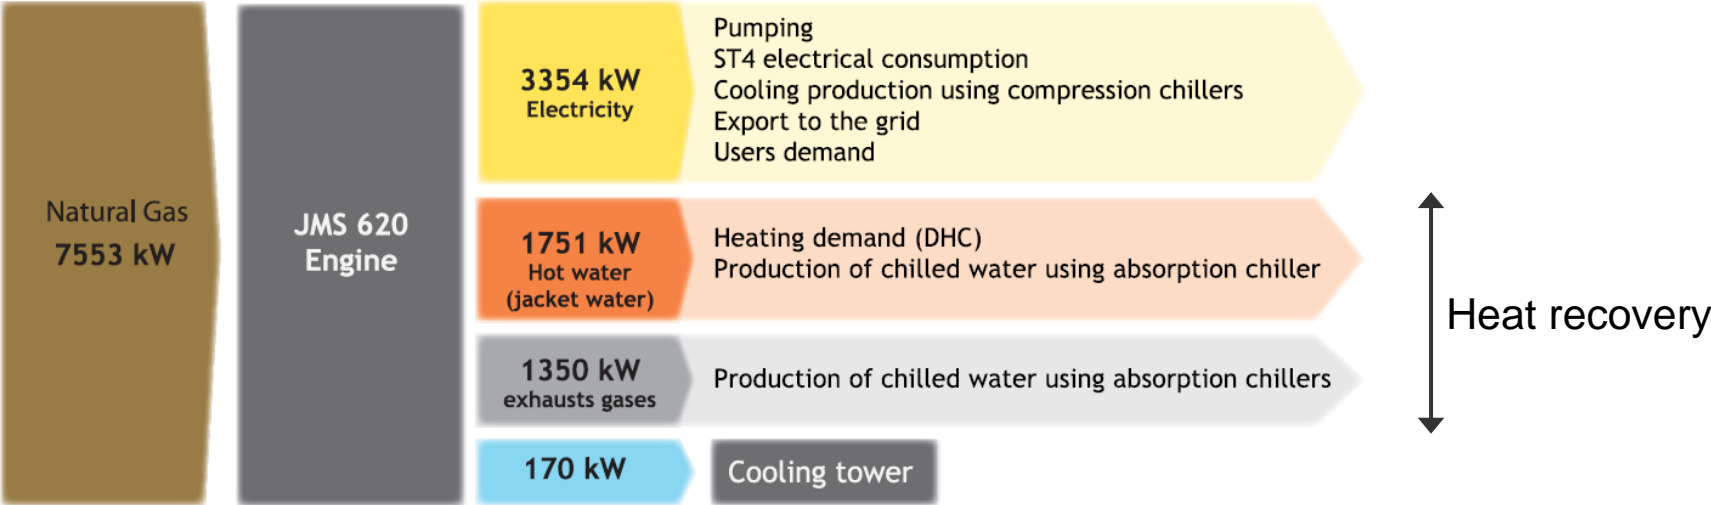 Natural Gas
7553 kW
JMS 620
Engine
3354 kW
Electricity
Pumping
ST4 electrical consumption
Cooling production using compression chillers
Export to the grid
Users demand
1751 kW
Hot water
(jacket water)
Heating demand (DHC)
Production of chilled water using absorption chiller
1350 kW
exhausts gases
Production of chilled water using absorption chillers
170 kW
Cooling tower
Heat recovery